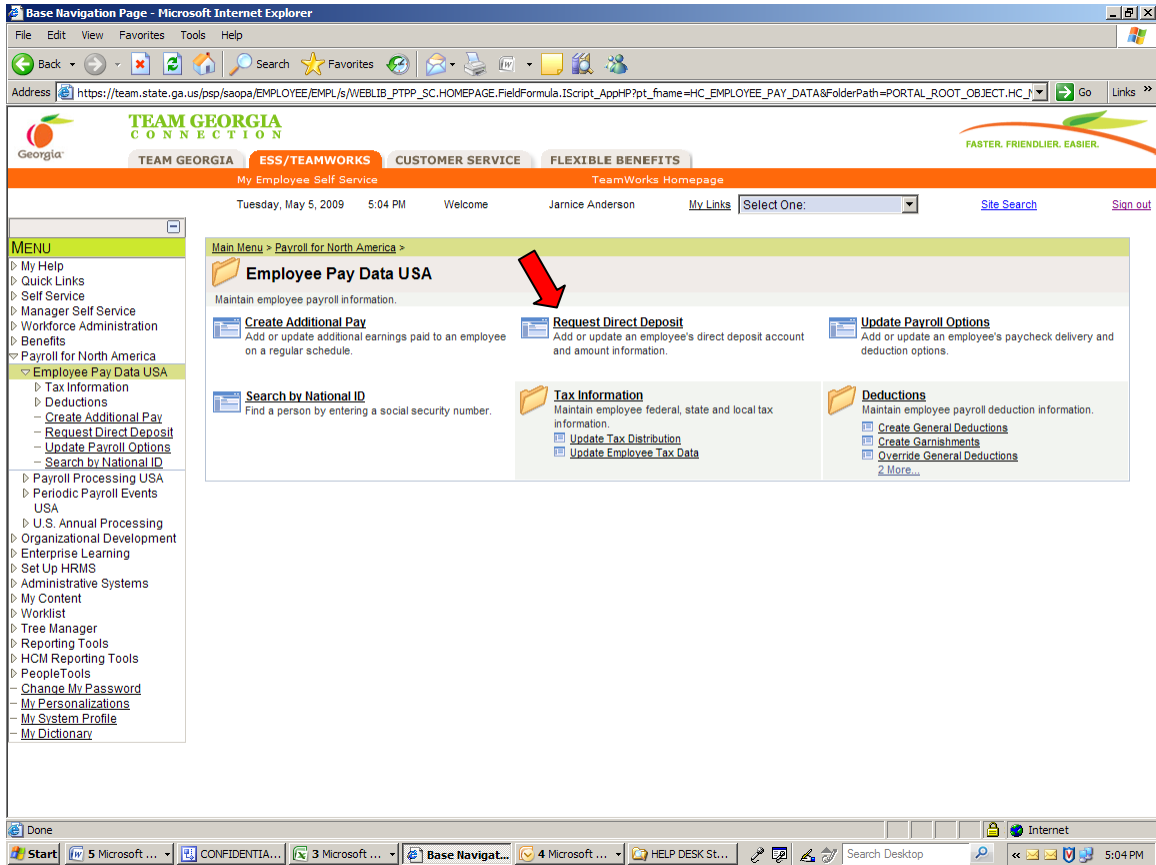 Base Navigation Page - Microsoft Internet Explorer
File Edit View Favorites Tools Help
Back Search Favorites
Address https://team.state.ga.us/psp/saopa/EMPLOYEE/EMPL/s/WEBLIB_PTPP_SC.HOMEPAGE.FieldFormula.IScript_AppHP?pt_fname=HC_EMPLOYEE_PAY_DATA&FolderPath=PORTAL_ROOT_OBJECT.HC_ Go Links »
Georgia
TEAM GEORGIA
CONNECTION
FASTER. FRIENDLIER. EASIER.
TEAM GEORGIA ESS/TEAMWORKS CUSTOMER SERVICE FLEXIBLE BENEFITS
My Employee Self Service TeamWorks Homepage
Tuesday, May 5, 2009 5:04 PM Welcome Jarnice Anderson My Links Select One: Site Search Sign out
MENU
My Help
Quick Links
Self Service
Manager Self Service
Workforce Administration
Benefits
Payroll for North America
Employee Pay Data USA
Tax Information
Deductions
– Create Additional Pay
– Request Direct Deposit
– Update Payroll Options
– Search by National ID
Payroll Processing USA
Periodic Payroll Events
USA
U.S. Annual Processing
Organizational Development
Enterprise Learning
Set Up HRMS
Administrative Systems
My Content
Worklist
Tree Manager
Reporting Tools
HCM Reporting Tools
PeopleTools
– Change My Password
– My Personalizations
– My System Profile
– My Dictionary
Main Menu > Payroll for North America >
Employee Pay Data USA
Maintain employee payroll information.
Create Additional Pay
Add or update additional earnings paid to an employee
on a regular schedule.
Request Direct Deposit
Add or update an employee's direct deposit account
and amount information.
Update Payroll Options
Add or update an employee's paycheck delivery and
deduction options.
Search by National ID
Find a person by entering a social security number.
Tax Information
Maintain employee federal, state and local tax
information.
Update Tax Distribution
Update Employee Tax Data
Deductions
Maintain employee payroll deduction information.
Create General Deductions
Create Garnishments
Override General Deductions
2 More...
Done Internet
Start 5 Microsoft ... CONFIDENTIA... 3 Microsoft ... Base Navigat... 4 Microsoft ... HELP DESK St... Search Desktop « 5:04 PM